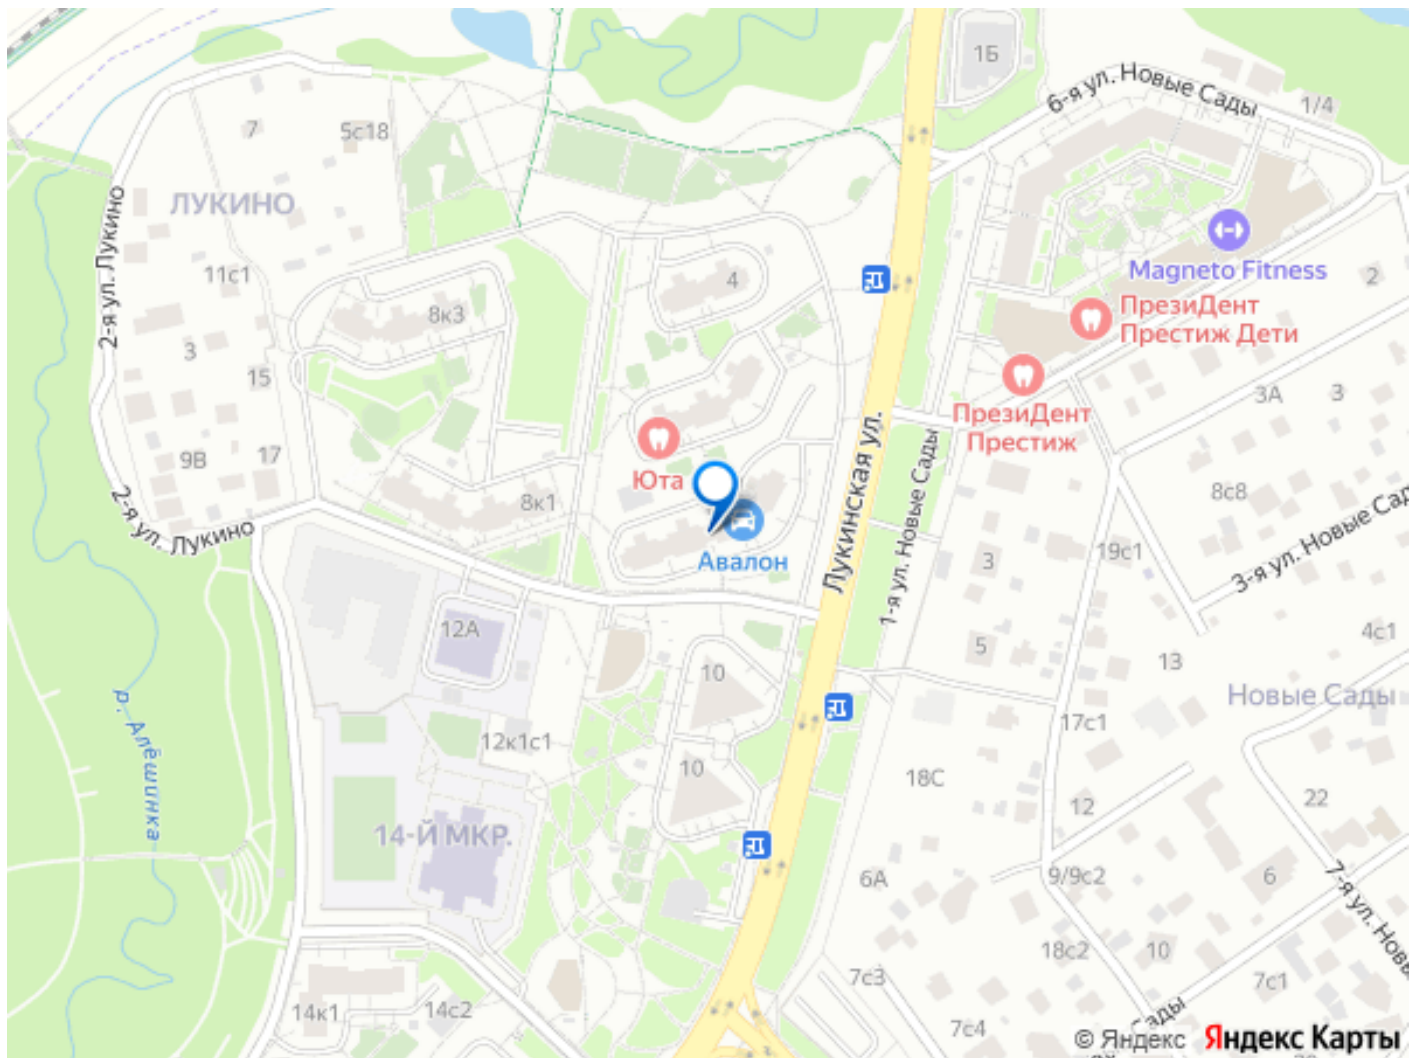 1Б
6-я ул. Новые Сады
1/4
7
5с18
2-я ул. Лукино
ЛУКИНО
11с1
4
Magneto Fitness
2
8к3
ПрезиДент
Престиж Дети
3
15
3А
3
ПрезиДент
Престиж
Лукинская ул.
1-я ул. Новые Сады
9В
17
Юта
8к1
8с8
2-я ул. Лукино
Авалон
3
19с1
3-я ул. Новые Сад
12А
5
4с1
13
10
Новые Сады
р. Алёшинка
17с1
12к1с1
10
18С
12
22
14-Й МКР.
6А
9/9с2
6
7-я ул. Новы
18с2
10
7с3
7с1
14к1
14с2
7с4
Сады
© Яндекс Яндекс Карты